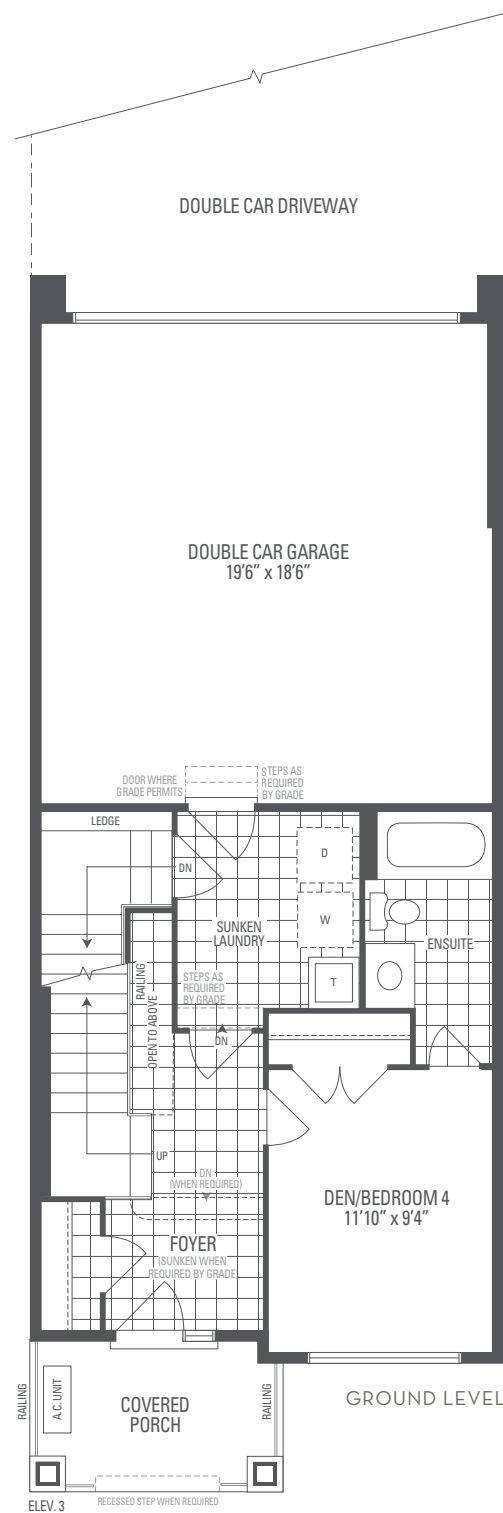 DOUBLE CAR DRIVEWAY
DOUBLE CAR GARAGE
19'6" x 18'6"
DOOR WHERE
GRADE PERMITS
STEPS AS
REQUIRED
BY GRADE
LEDGE
DN
D
W
SUNKEN
LAUNDRY
ENSUITE
T
STEPS AS
REQUIRED
BY GRADE
RAILING
OPEN TO ABOVE
DN
UP
DN
(WHEN REQUIRED)
DEN/BEDROOM 4
11'10" x 9'4"
FOYER
(SUNKEN WHEN
REQUIRED BY GRADE)
RAILING
A.C. UNIT
COVERED
PORCH
RAILING
GROUND LEVEL
ELEV. 3
RECESSED STEP WHEN REQUIRED